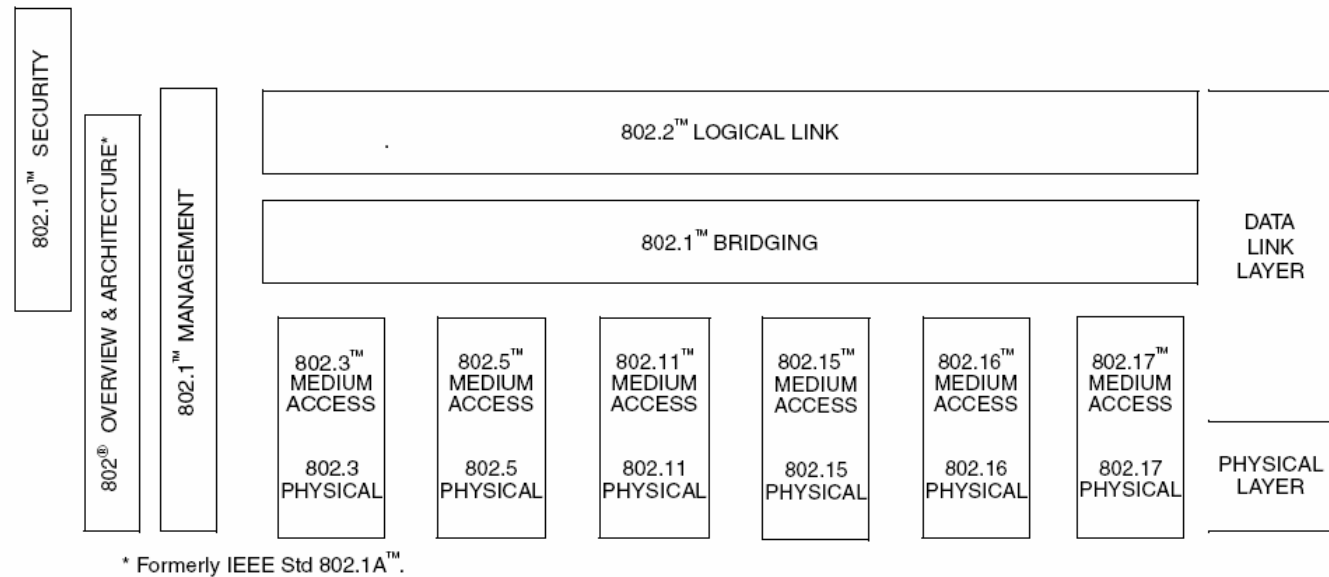 802.10™ SECURITY
802® OVERVIEW & ARCHITECTURE*
802.1™ MANAGEMENT
802.2™ LOGICAL LINK
802.1™ BRIDGING
802.3™
MEDIUM
ACCESS
802.3
PHYSICAL
802.5™
MEDIUM
ACCESS
802.5
PHYSICAL
802.11™
MEDIUM
ACCESS
802.11
PHYSICAL
802.15™
MEDIUM
ACCESS
802.15
PHYSICAL
802.16™
MEDIUM
ACCESS
802.16
PHYSICAL
802.17™
MEDIUM
ACCESS
802.17
PHYSICAL
DATA
LINK
LAYER
PHYSICAL
LAYER
* Formerly IEEE Std 802.1A™.